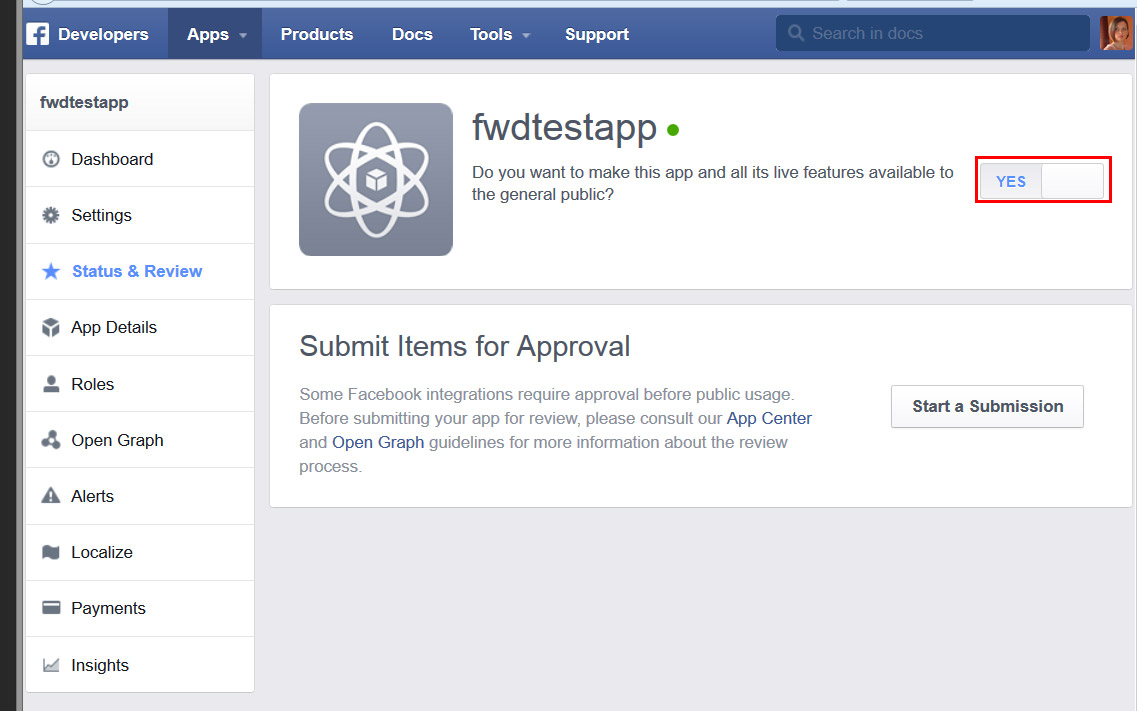 Developers
Apps
Products
Docs
Tools
Support
Search in docs
fwdtestapp
Dashboard
Settings
Status & Review
App Details
Roles
Open Graph
Alerts
Localize
Payments
Insights
fwdtestapp
Do you want to make this app and all its live features available to
the general public?
YES
Submit Items for Approval
Some Facebook integrations require approval before public usage.
Before submitting your app for review, please consult our App Center
and Open Graph guidelines for more information about the review
process.
Start a Submission